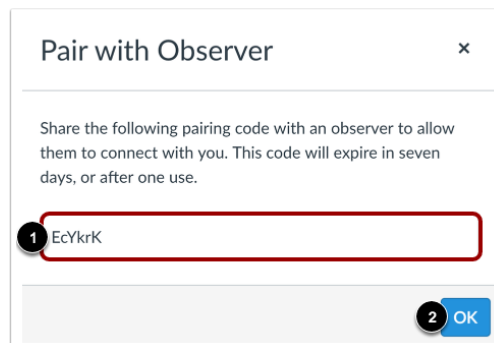 Pair with Observer ×
Share the following pairing code with an observer to allow
them to connect with you. This code will expire in seven
days, or after one use.
1 EcYkrK
2 OK